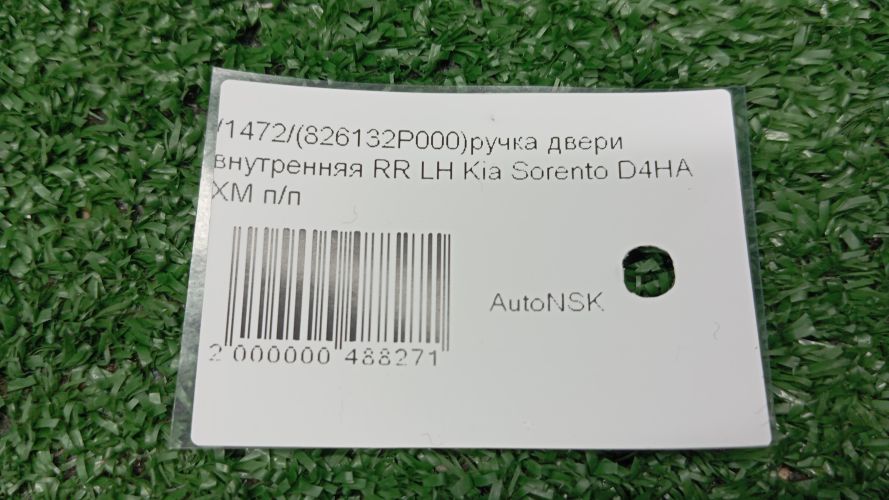 /1472/(826132P000)ручка двери
внутренняя RR LH Kia Sorento D4HA
XM п/п
AutoNSK
2 000000 488271